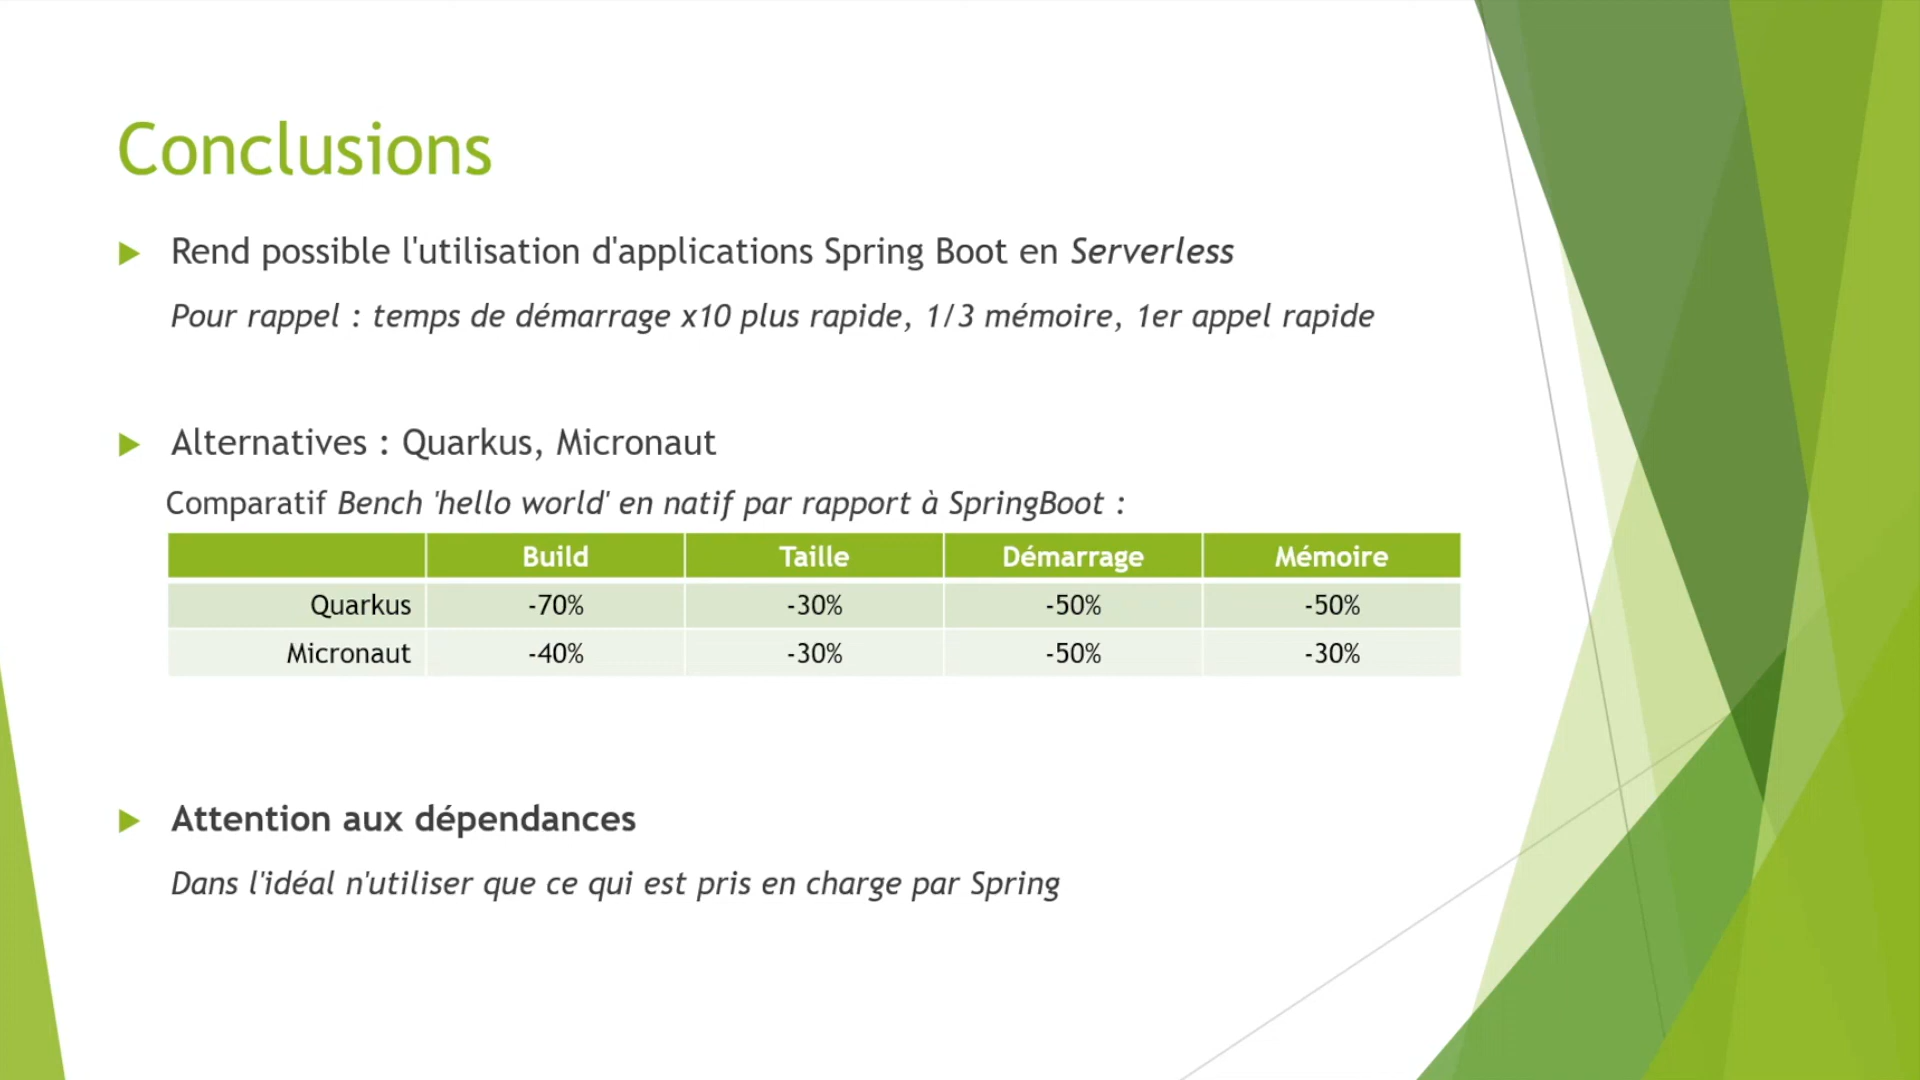 Conclusions
Rend possible l'utilisation d'applications Spring Boot en Serverless
Pour rappel : temps de démarrage x10 plus rapide, 1/3 mémoire, 1er appel rapide
Alternatives : Quarkus, Micronaut
Comparatif Bench 'hello world' en natif par rapport à SpringBoot :
Build Taille Démarrage Mémoire
Quarkus -70% -30% -50% -50%
Micronaut -40% -30% -50% -30%
Attention aux dépendances
Dans l'idéal n'utiliser que ce qui est pris en charge par Spring